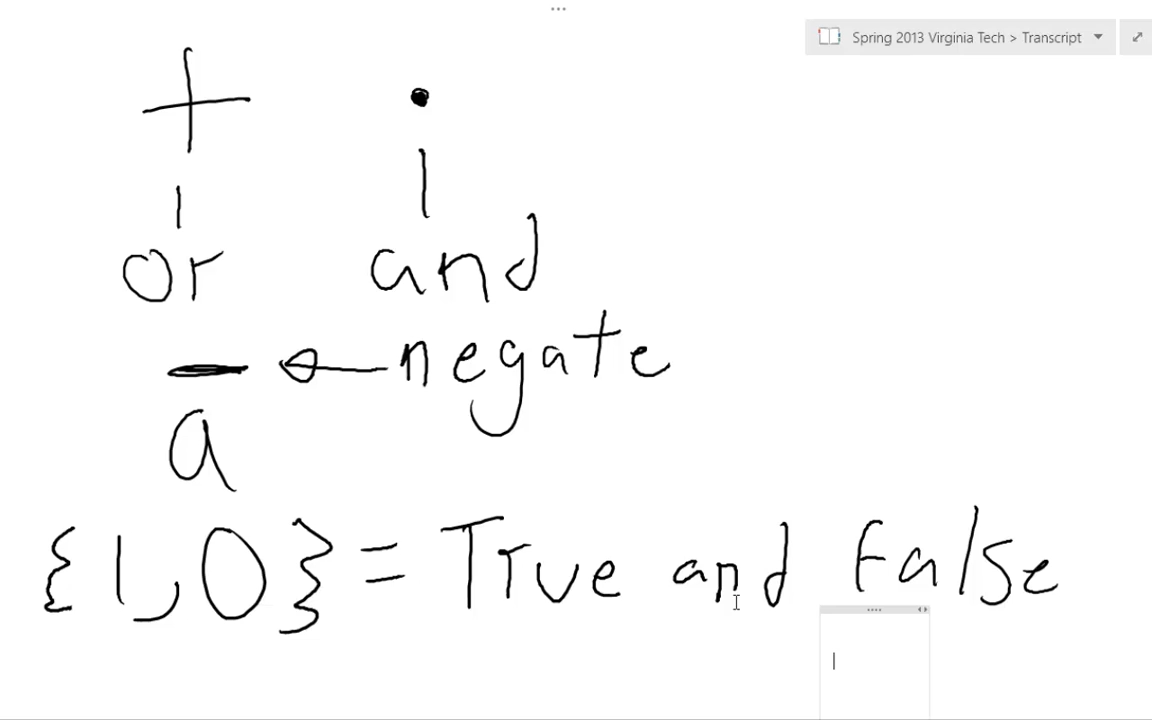 Spring 2013 Virginia Tech > Transcript
+ •
| |
or and
← negate
a
{1,0} = True and False